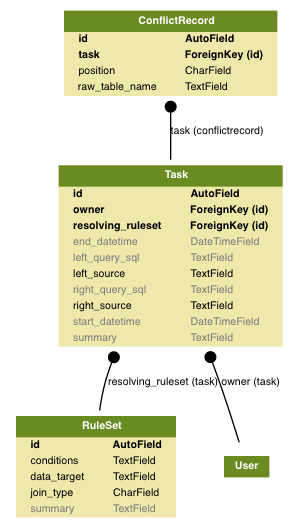 ConflictRecord
id AutoField
task ForeignKey (id)
position CharField
raw_table_name TextField
task (conflictrecord)
Task
id AutoField
owner ForeignKey (id)
resolving_ruleset ForeignKey (id)
end_datetime DateTimeField
left_query_sql TextField
left_source TextField
right_query_sql TextField
right_source TextField
start_datetime DateTimeField
summary TextField
resolving_ruleset (task) owner (task)
RuleSet
id AutoField
conditions TextField
data_target TextField
join_type CharField
summary TextField
User